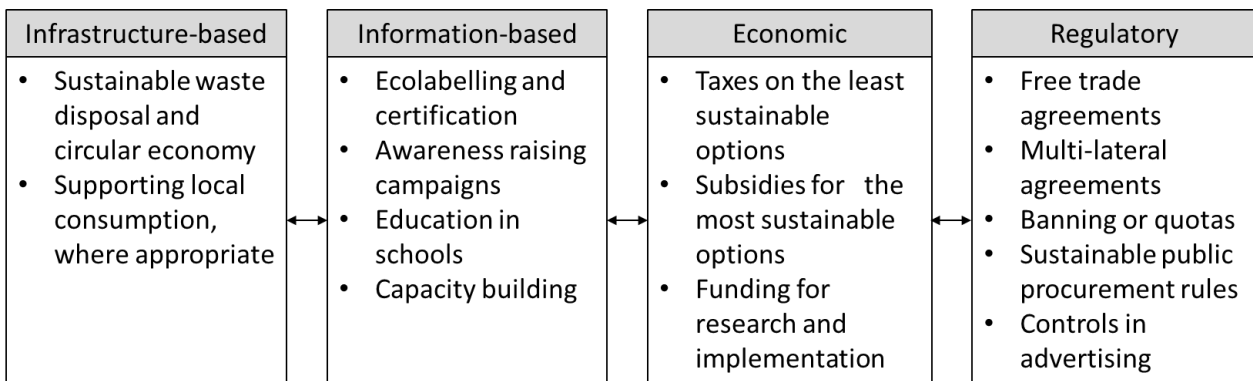 Infrastructure-based
• Sustainable waste
disposal and
circular economy
• Supporting local
consumption,
where appropriate
Information-based
• Ecolabelling and
certification
• Awareness raising
campaigns
• Education in
schools
• Capacity building
Economic
• Taxes on the least
sustainable
options
• Subsidies for the
most sustainable
options
• Funding for
research and
implementation
Regulatory
• Free trade
agreements
• Multi-lateral
agreements
• Banning or quotas
• Sustainable public
procurement rules
• Controls in
advertising